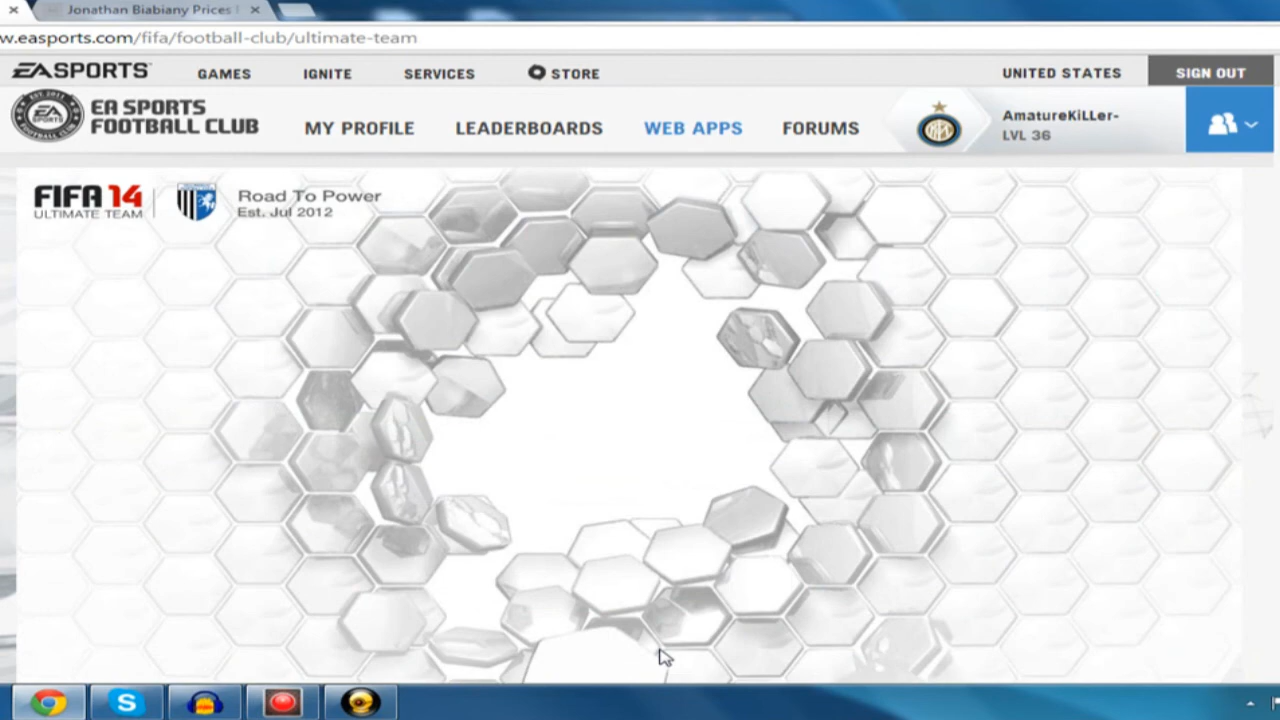 Jonathan Biabiany Prices
w.easports.com/fifa/football-club/ultimate-team
EA SPORTS GAMES IGNITE SERVICES STORE UNITED STATES SIGN OUT
EA SPORTS
FOOTBALL CLUB
MY PROFILE LEADERBOARDS WEB APPS FORUMS
AmatureKiLLer-
LVL 36
FIFA 14
ULTIMATE TEAM
Road To Power
Est. Jul 2012